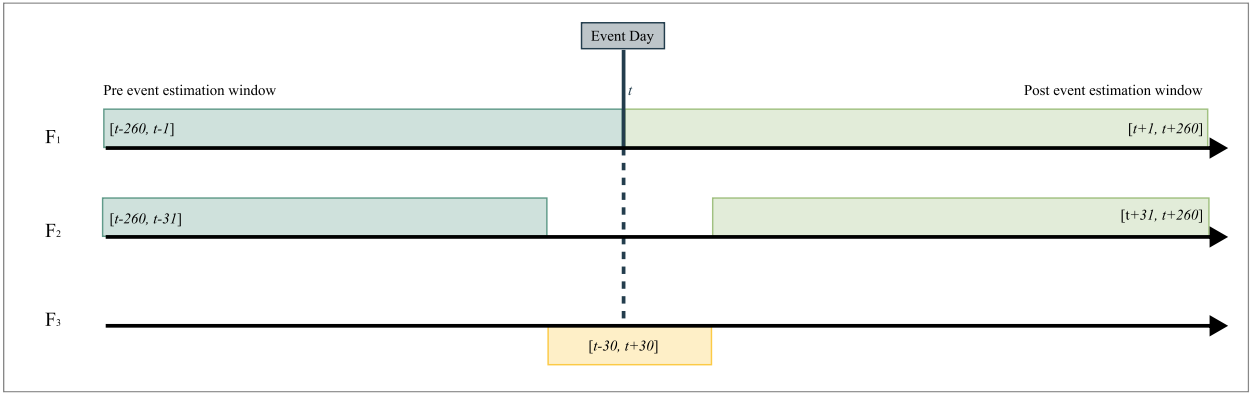 Event Day
Pre event estimation window
t
Post event estimation window
F1
[t-260, t-1]
[t+1, t+260]
F2
[t-260, t-31]
[t+31, t+260]
F3
[t-30, t+30]